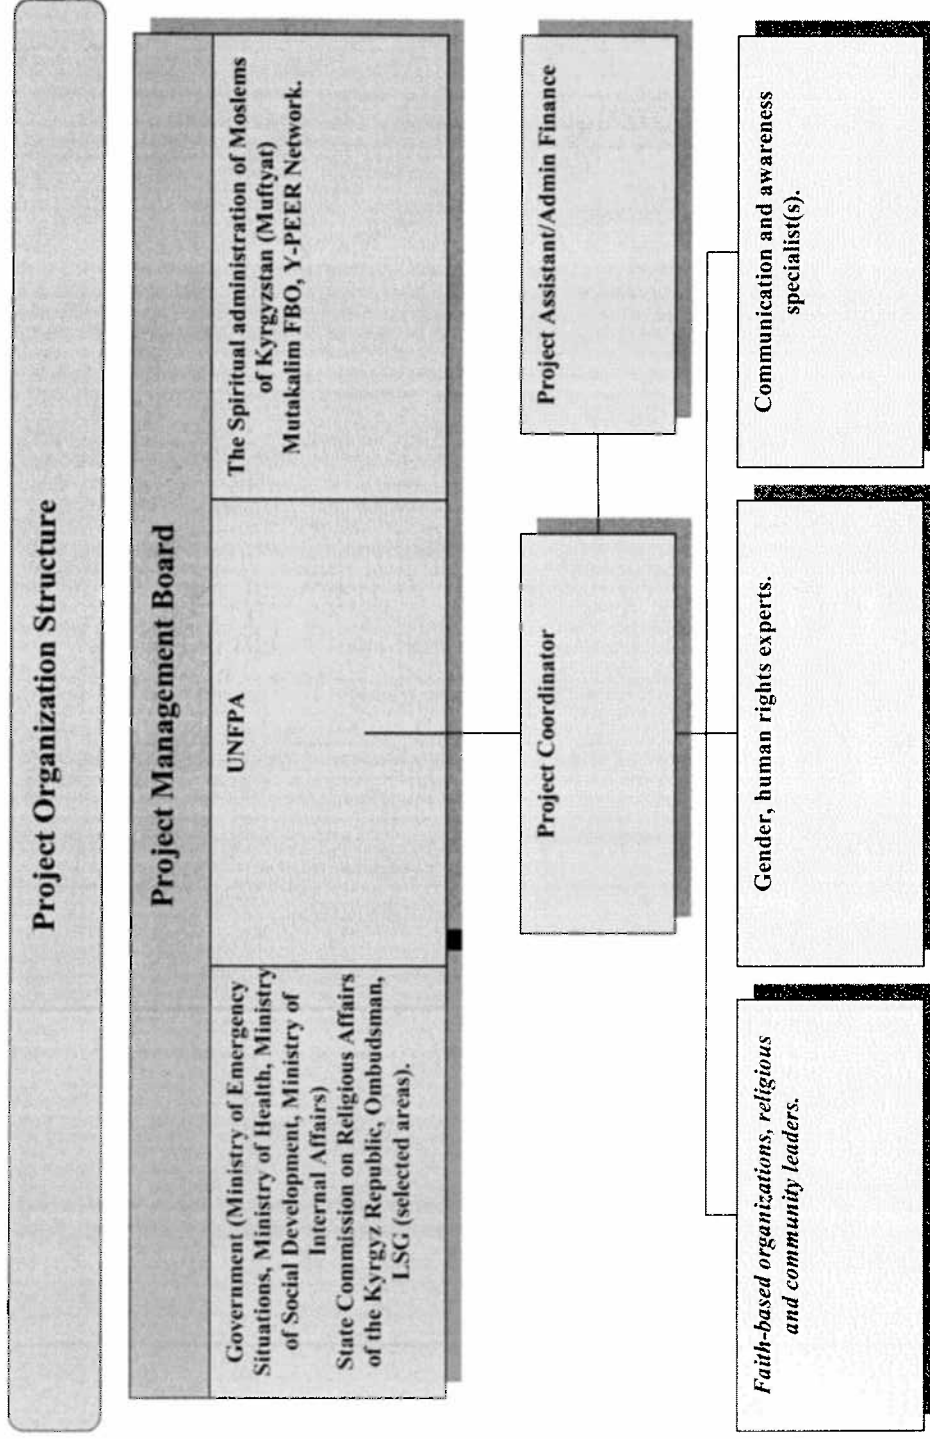 Project Organization Structure
Project Management Board
Government (Ministry of Emergency
Situations, Ministry of Health, Ministry
of Social Development, Ministry of
Internal Affairs)
State Commission on Religious Affairs
of the Kyrgyz Republic, Ombudsman,
LSG (selected areas).
UNFPA
The Spiritual administration of Moslems
of Kyrgyzstan (Muftyat)
Mutakalim FBO, Y-PEER Network.
Project Coordinator
Project Assistant/Admin Finance
Faith-based organizations, religious
and community leaders.
Gender, human rights experts.
Communication and awareness
specialist(s).